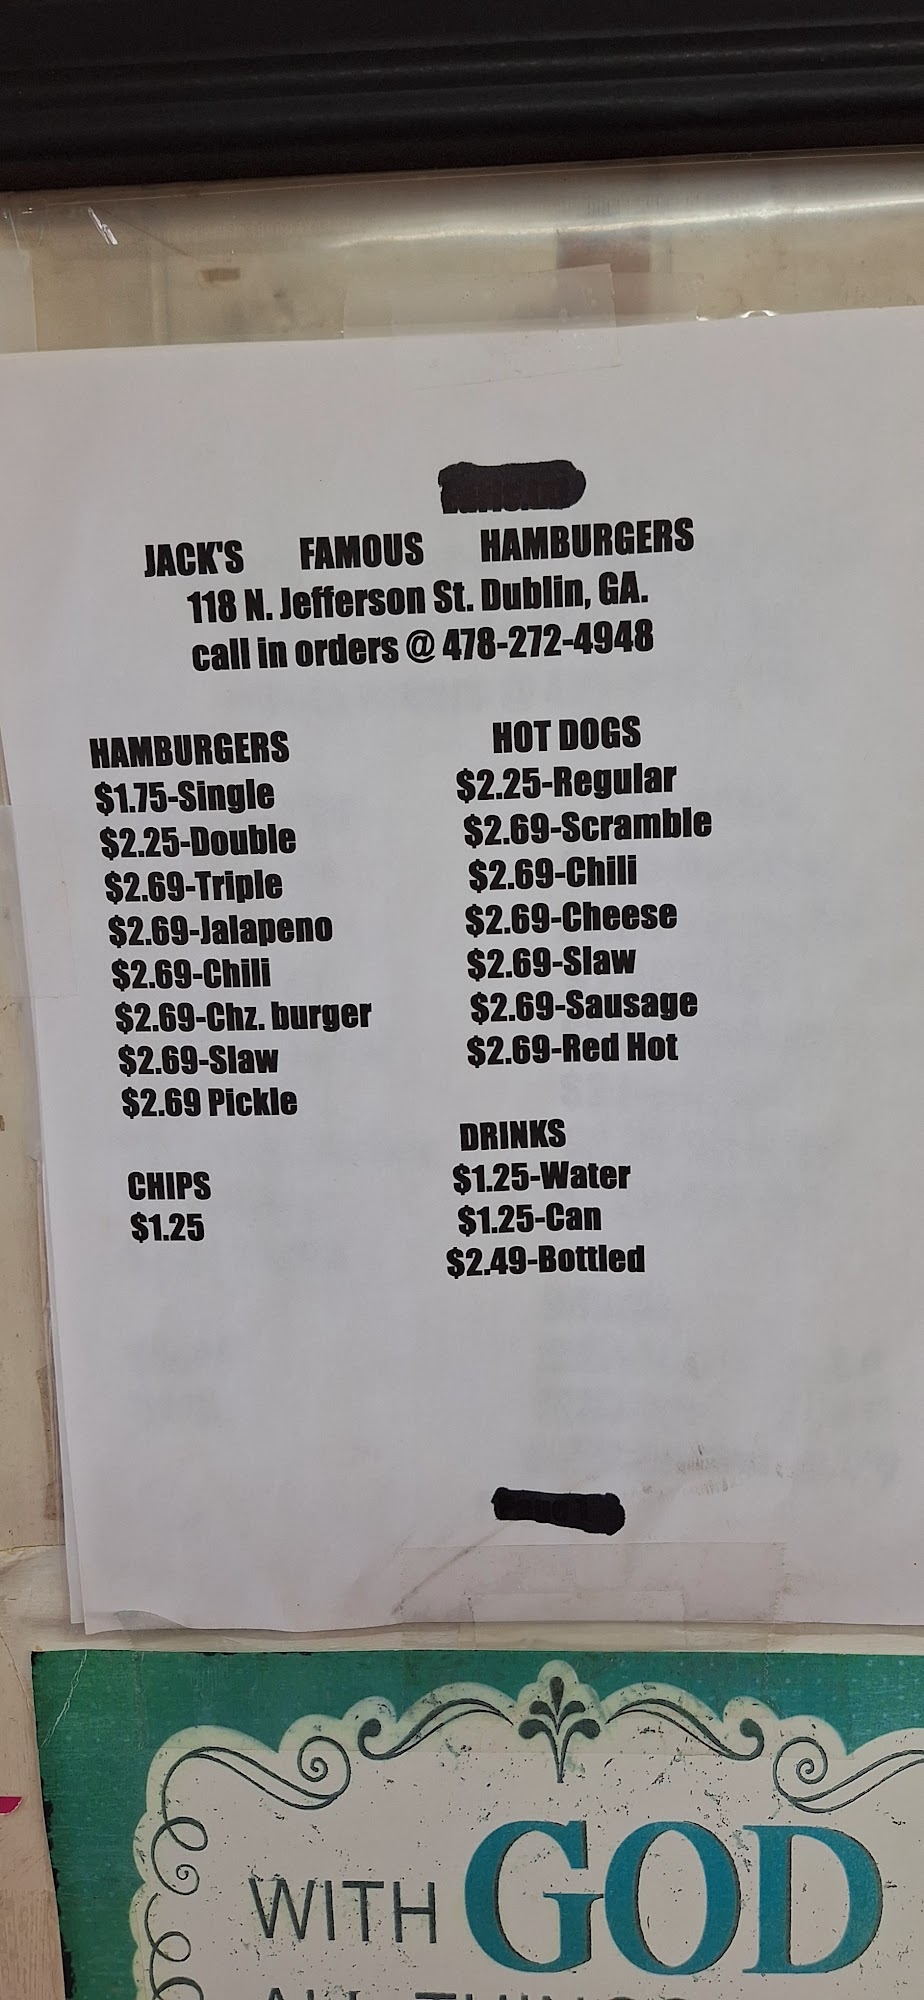 JACK'S FAMOUS HAMBURGERS
118 N. Jefferson St. Dublin, GA.
call in orders @ 478-272-4948
HAMBURGERS
$1.75-Single
$2.25-Double
$2.69-Triple
$2.69-Jalapeno
$2.69-Chili
$2.69-Chz. burger
$2.69-Slaw
$2.69 Pickle
CHIPS
$1.25
HOT DOGS
$2.25-Regular
$2.69-Scramble
$2.69-Chili
$2.69-Cheese
$2.69-Slaw
$2.69-Sausage
$2.69-Red Hot
DRINKS
$1.25-Water
$1.25-Can
$2.49-Bottled
WITH GOD
ALL THINGS